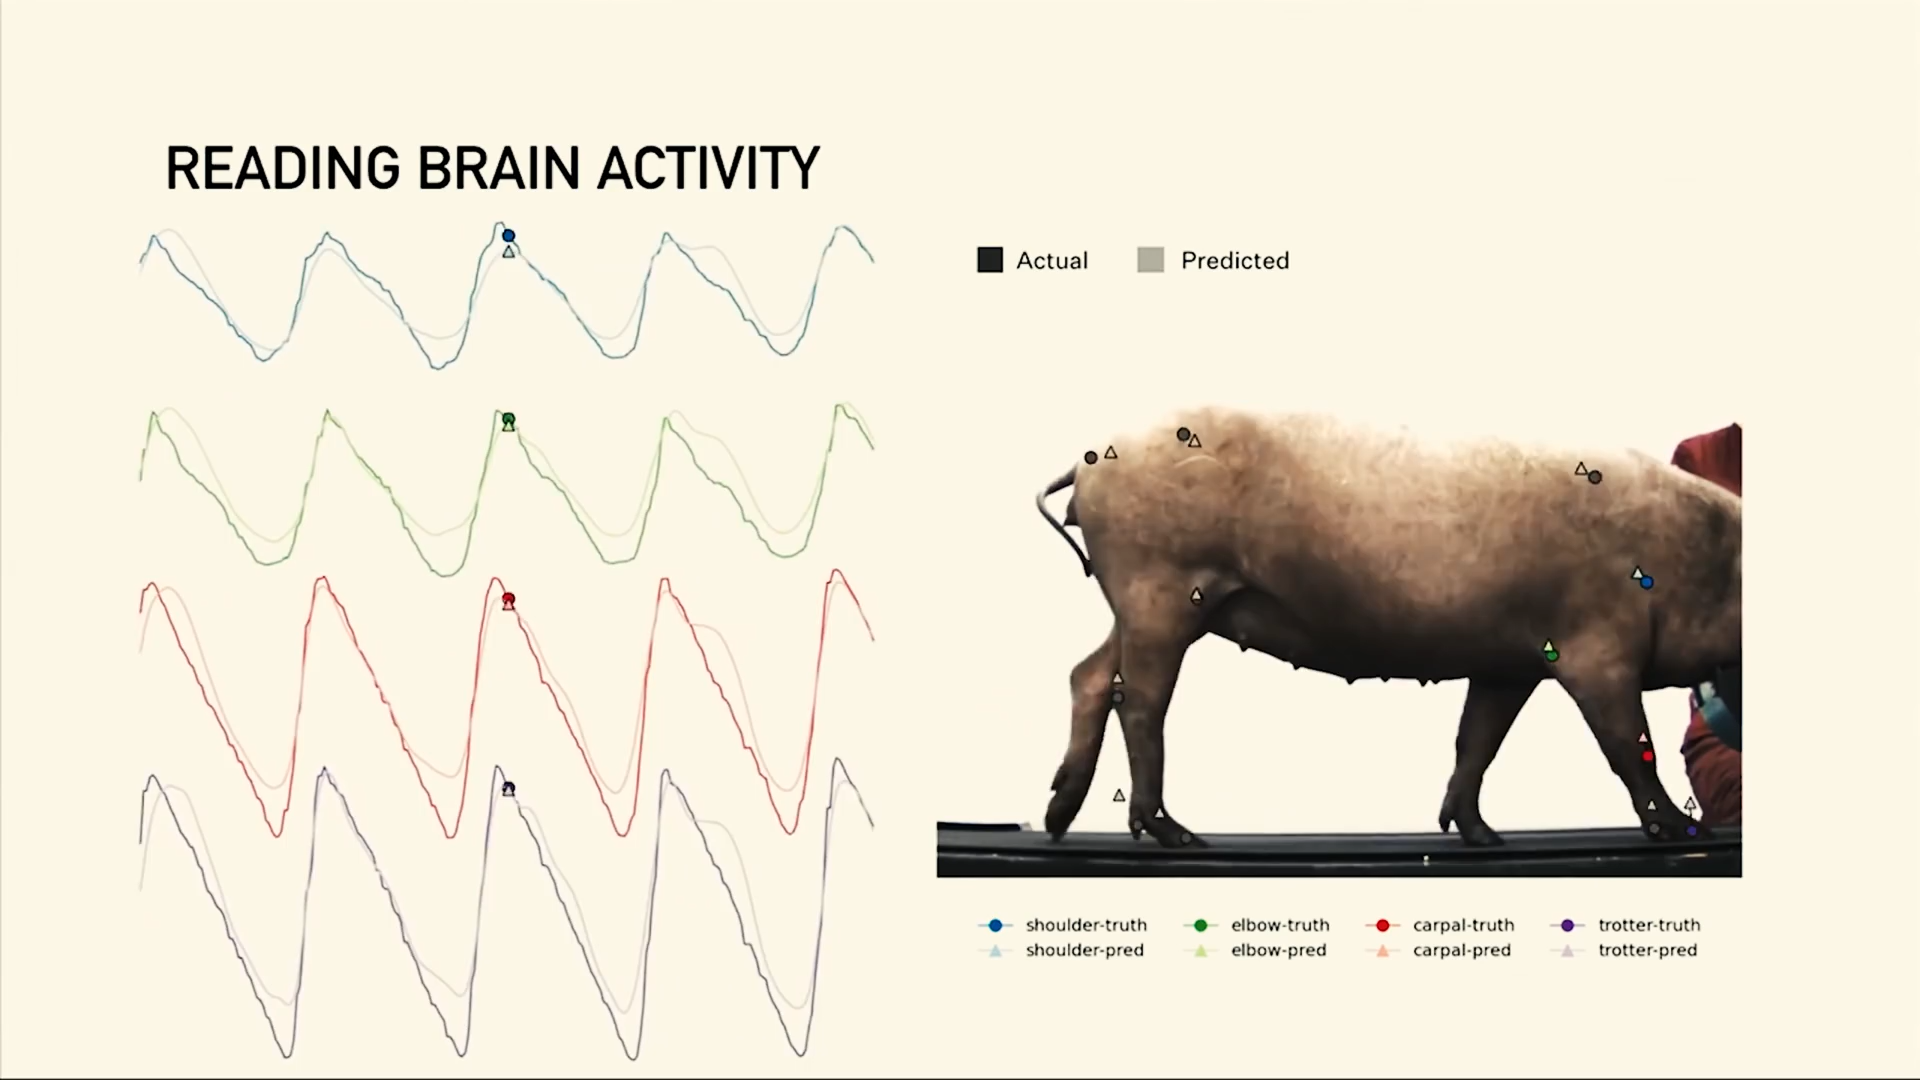 READING BRAIN ACTIVITY
Actual Predicted
shoulder-truth elbow-truth carpal-truth trotter-truth
shoulder-pred elbow-pred carpal-pred trotter-pred